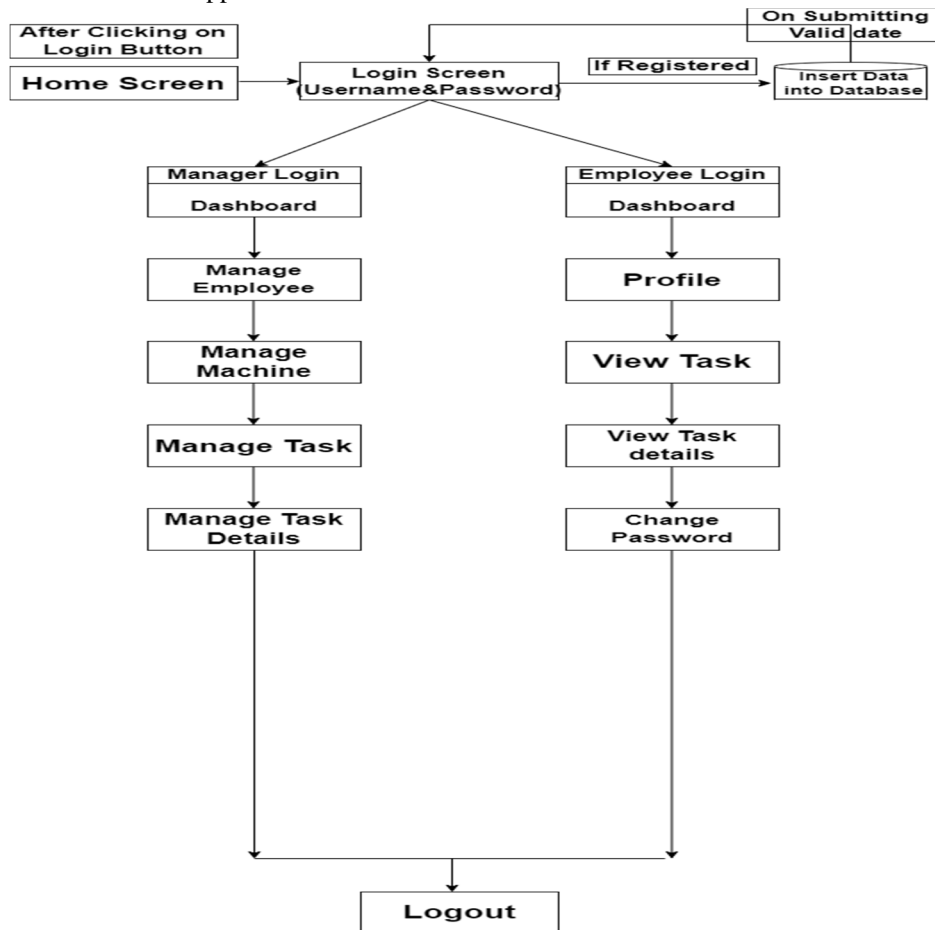 On Submitting
Valid date
After Clicking on
Login Button
Home Screen
Login Screen
(Username&Password)
If Registered
Insert Data
into Database
Manager Login
Dashboard
Employee Login
Dashboard
Manage
Employee
Profile
Manage
Machine
View Task
Manage Task
View Task
details
Manage Task
Details
Change
Password
Logout